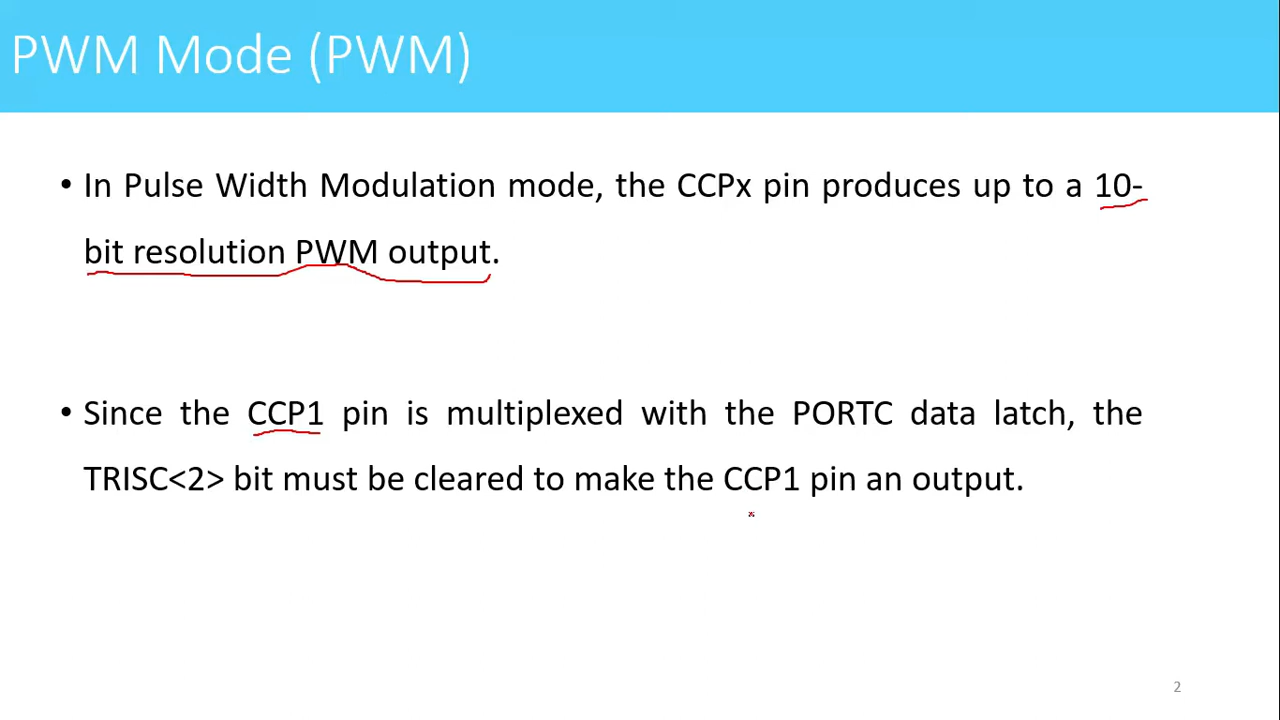 PWM Mode (PWM)
• In Pulse Width Modulation mode, the CCPx pin produces up to a 10-
bit resolution PWM output.
• Since the CCP1 pin is multiplexed with the PORTC data latch, the
TRISC<2> bit must be cleared to make the CCP1 pin an output.
2